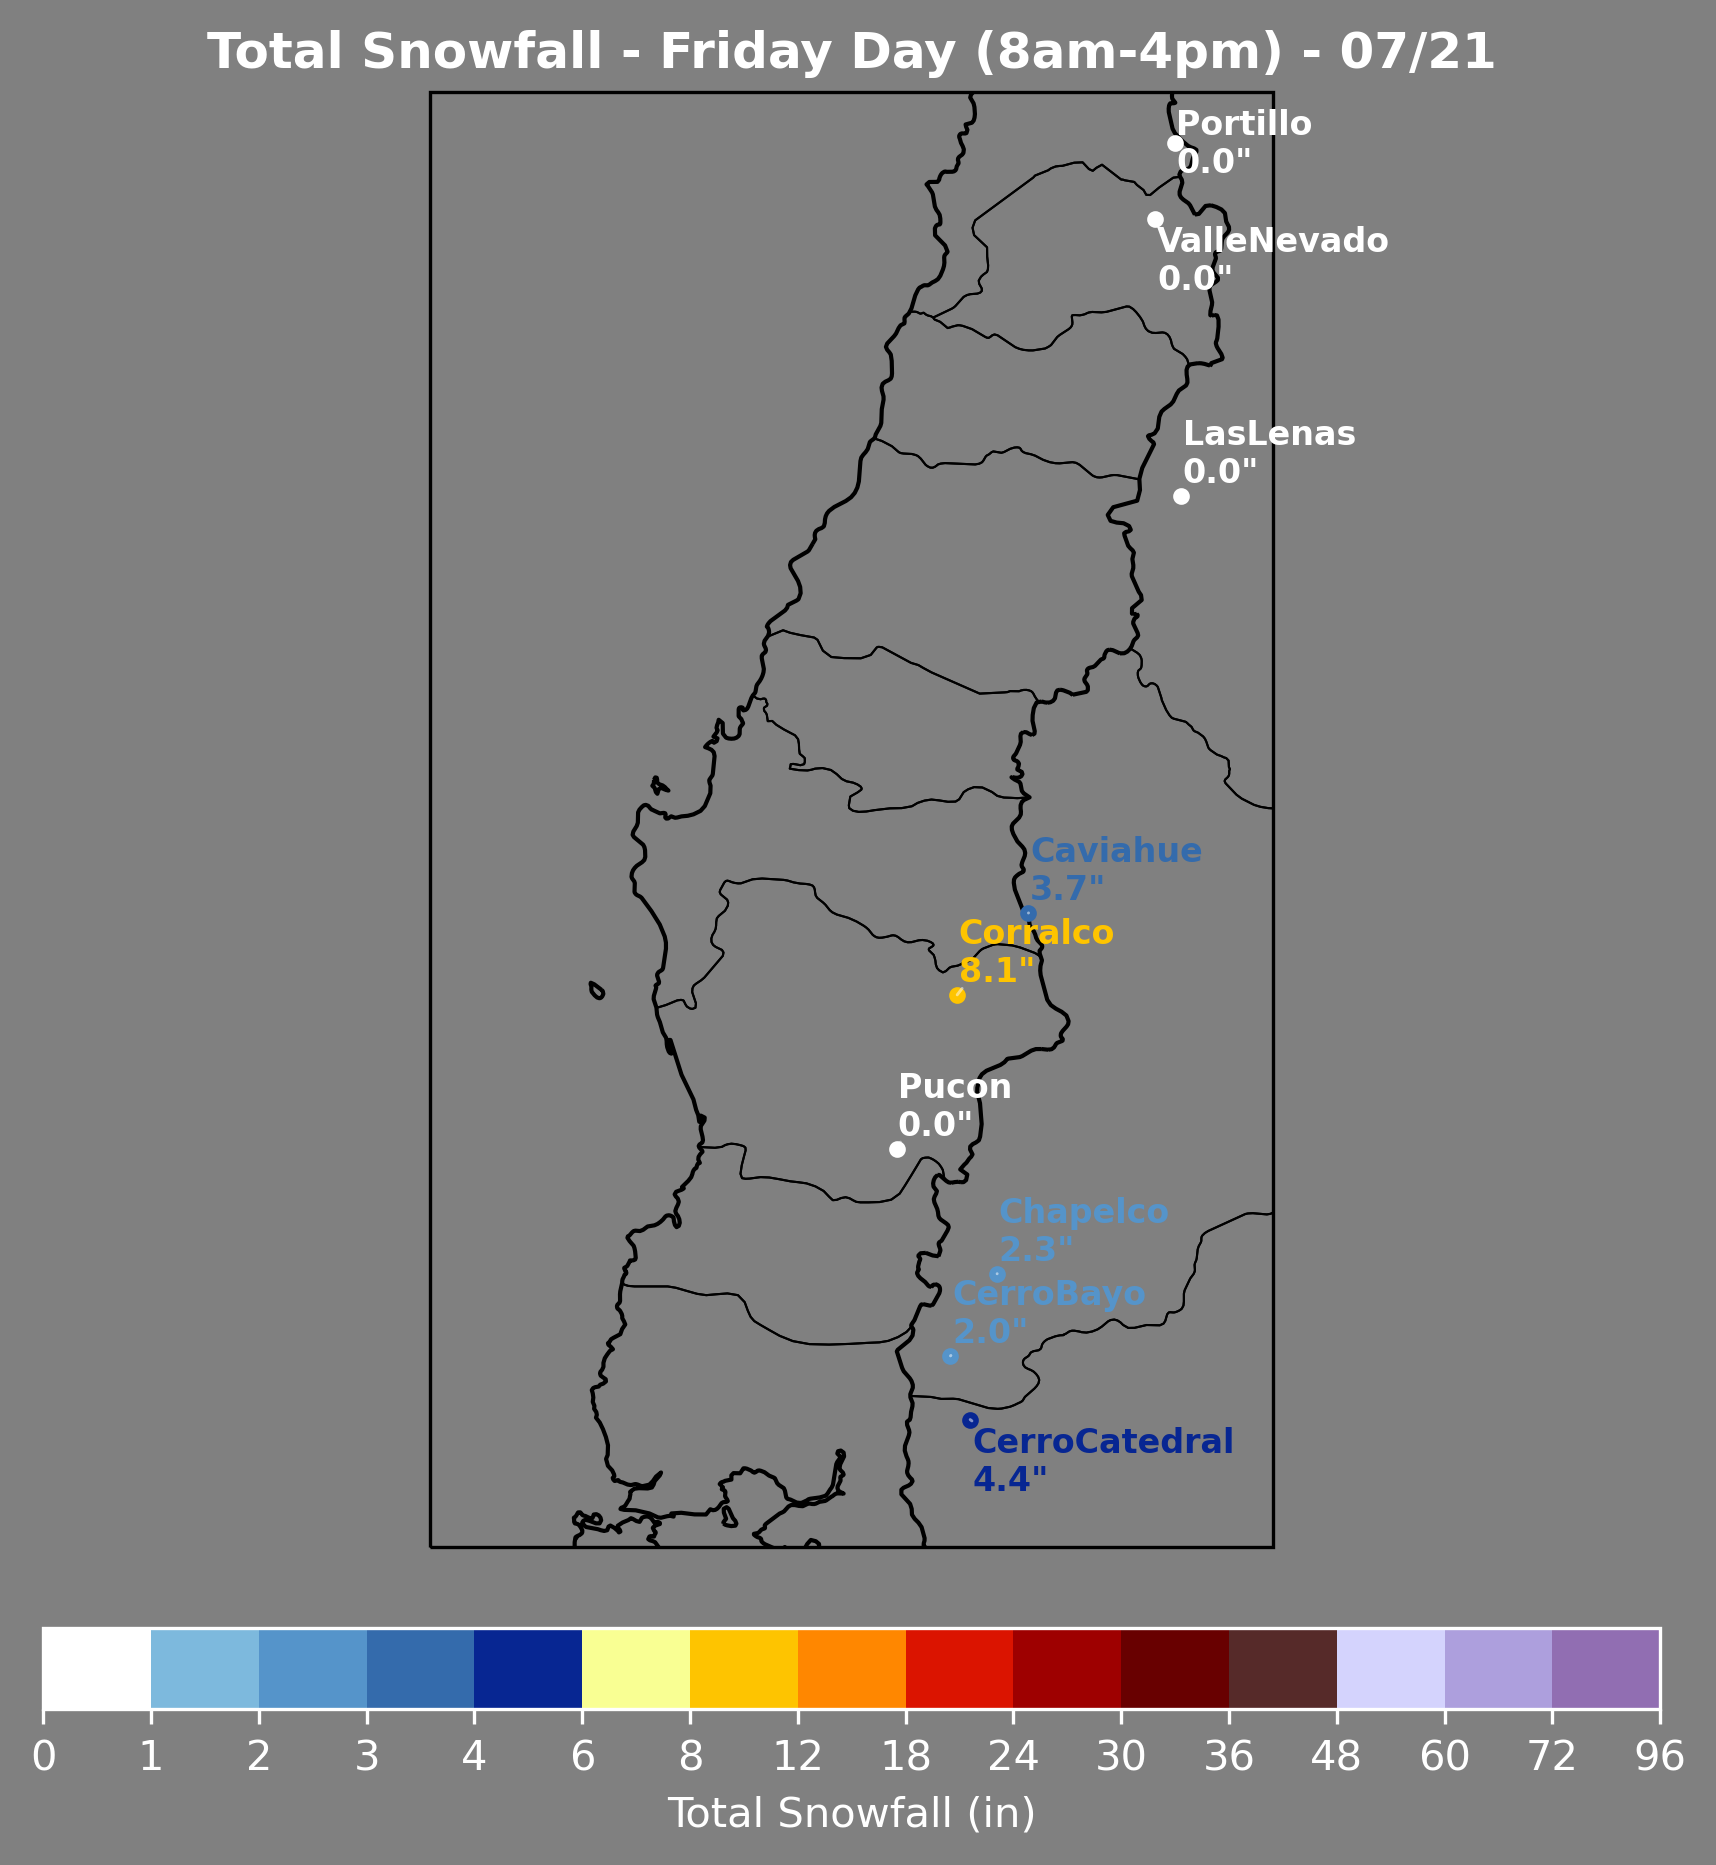 Total Snowfall - Friday Day (8am-4pm) - 07/21
Portillo
0.0"
ValleNevado
0.0"
LasLenas
0.0"
Caviahue
3.7"
Corralco
8.1"
Pucon
0.0"
Chapelco
2.3"
CerroBayo
2.0"
CerroCatedral
4.4"
0 1 2 3 4 6 8 12 18 24 30 36 48 60 72 96
Total Snowfall (in)